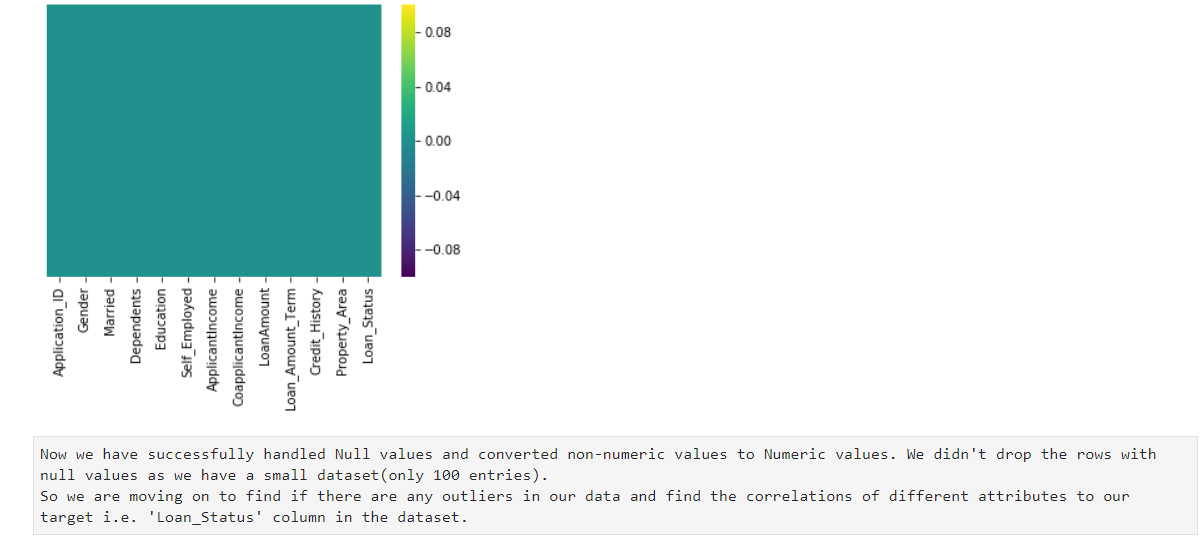 0.08
0.04
0.00
−0.04
−0.08
Application_ID
Gender
Married
Dependents
Education
Self_Employed
ApplicantIncome
CoapplicantIncome
LoanAmount
Loan_Amount_Term
Credit_History
Property_Area
Loan_Status
Now we have successfully handled Null values and converted non-numeric values to Numeric values. We didn't drop the rows with
null values as we have a small dataset(only 100 entries).
So we are moving on to find if there are any outliers in our data and find the correlations of different attributes to our
target i.e. 'Loan_Status' column in the dataset.